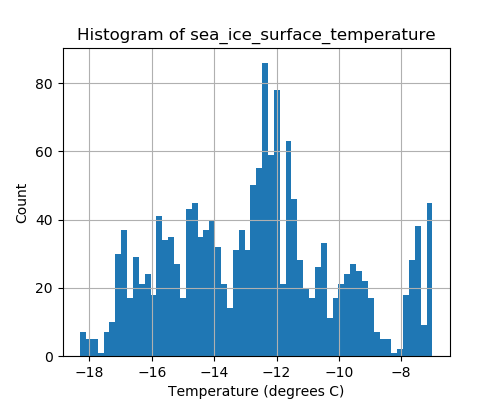 Histogram of sea_ice_surface_temperature
80
60
40
20
0
Count
−18 −16 −14 −12 −10 −8
Temperature (degrees C)